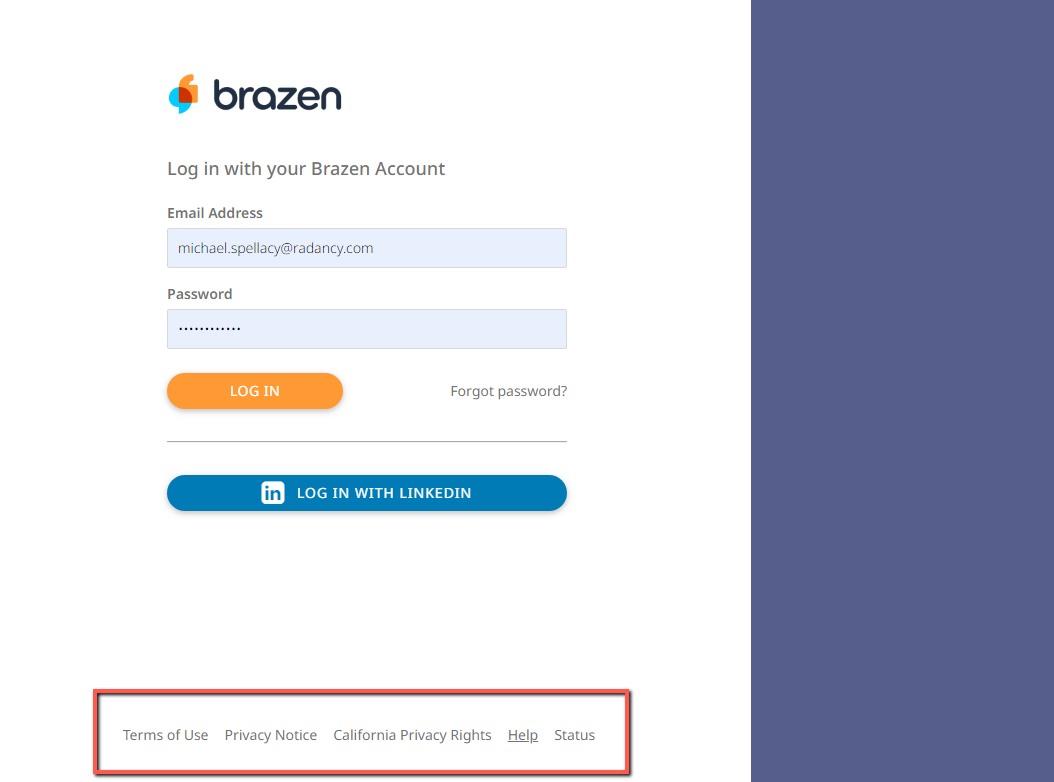 brazen
Log in with your Brazen Account
Email Address
michael.spellacy@radancy.com
Password
••••••••••••
LOG IN
Forgot password?
in LOG IN WITH LINKEDIN
Terms of Use Privacy Notice California Privacy Rights Help Status